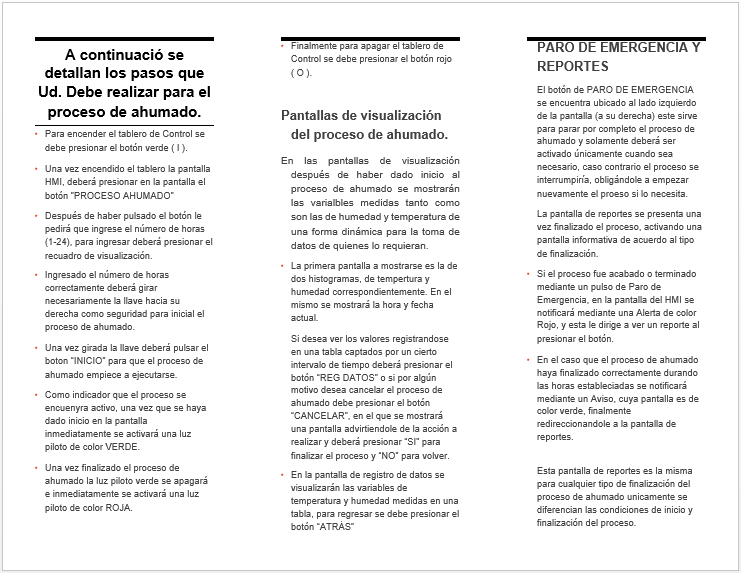 A continuació se
detallan los pasos que
Ud. Debe realizar para el
proceso de ahumado.
• Para encender el tablero de Control se
debe presionar el botón verde ( I ).
• Una vez encendido el tablero la pantalla
HMI, deberá presionar en la pantalla el
botón "PROCESO AHUMADO"
• Después de haber pulsado el botón le
pedirá que ingrese el número de horas
(1-24), para ingresar deberá presionar el
recuadro de visualización.
• Ingresado el número de horas
correctamente deberá girar
necesariamente la llave hacia su
derecha como seguridad para inicial el
proceso de ahumado.
• Una vez girada la llave deberá pulsar el
boton "INICIO" para que el proceso de
ahumado empiece a ejecutarse.
• Como indicador que el proceso se
encuenyra activo, una vez que se haya
dado inicio en la pantalla
inmediatamente se activará una luz
piloto de color VERDE.
• Una vez finalizado el proceso de
ahumado la luz piloto verde se apagará
e inmediatamente se activará una luz
piloto de color ROJA.
• Finalmente para apagar el tablero de
Control se debe presionar el botón rojo
( O ).
Pantallas de visualización
del proceso de ahumado.
En las pantallas de visualización
después de haber dado inicio al
proceso de ahumado se mostrarán
las varialbles medidas tanto como
son las de humedad y temperatura de
una forma dinámica para la toma de
datos de quienes lo requieran.
• La primera pantalla a mostrarse es la de
dos histogramas, de tempertura y
humedad correspondientemente. En el
mismo se mostrará la hora y fecha
actual.
Si desea ver los valores registrandose
en una tabla captados por un cierto
intervalo de tiempo deberá presionar el
botón "REG DATOS" o si por algún
motivo desea cancelar el proceso de
ahumado debe presionar el botón
"CANCELAR", en el que se mostrará
una pantalla advirtiendole de la acción a
realizar y deberá presionar "SI" para
finalizar el proceso y "NO" para volver.
• En la pantalla de registro de datos se
visualizarán las variables de
temperatura y humedad medidas en una
tabla, para regresar se debe presionar el
botón "ATRÁS"
PARO DE EMERGENCIA Y
REPORTES
El botón de PARO DE EMERGENCIA
se encuentra ubicado al lado izquierdo
de la pantalla (a su derecha) este sirve
para parar por completo el proceso de
ahumado y solamente deberá ser
activado únicamente cuando sea
necesario, caso contrario el proceso se
interrumpiría, obligándole a empezar
nuevamente el proeso si lo necesita.
La pantalla de reportes se presenta una
vez finalizado el proceso, activando una
pantalla informativa de acuerdo al tipo
de finalización.
• Si el proceso fue acabado o terminado
mediante un pulso de Paro de
Emergencia, en la pantalla del HMI se
notificará mediante una Alerta de color
Rojo, y esta le dirige a ver un reporte al
presionar el botón.
• En el caso que el proceso de ahumado
haya finalizado correctamente durando
las horas estableciadas se notificará
mediante un Aviso, cuya pantalla es de
color verde, finalmente
redireccionandole a la pantalla de
reportes.
Esta pantalla de reportes es la misma
para cualquier tipo de finalización del
proceso de ahumado unicamente se
diferencian las condiciones de inicio y
finalización del proceso.